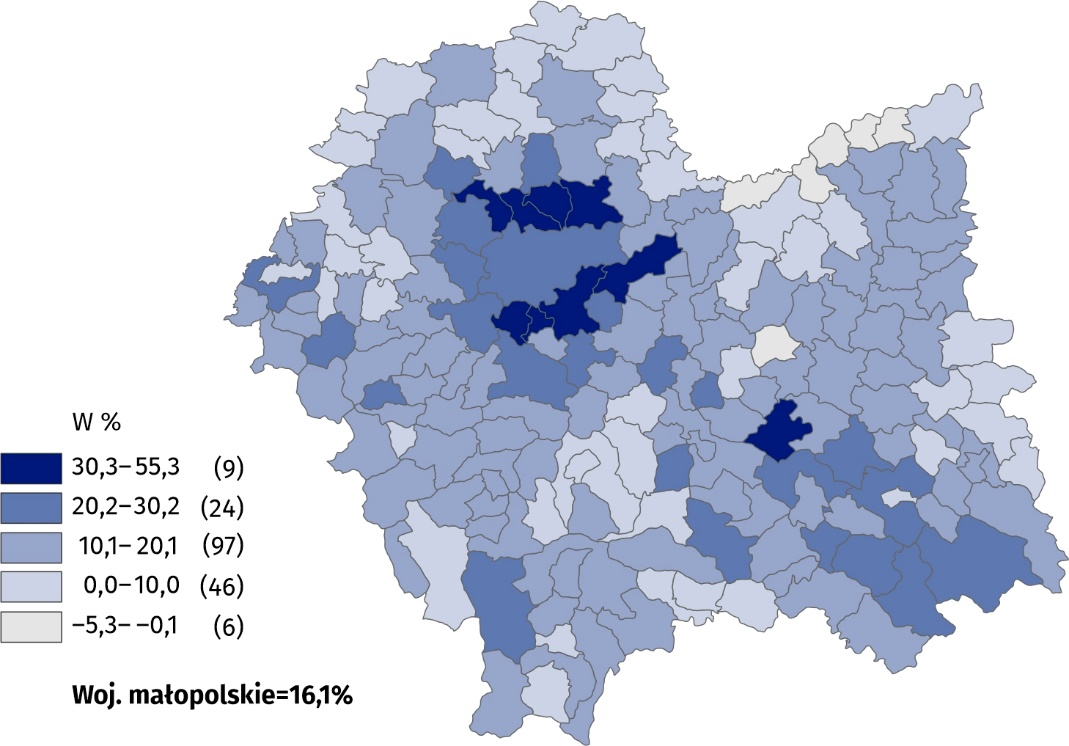 W %
30,3–55,3 (9)
20,2–30,2 (24)
10,1–20,1 (97)
0,0–10,0 (46)
–5,3– –0,1 (6)
Woj. małopolskie=16,1%